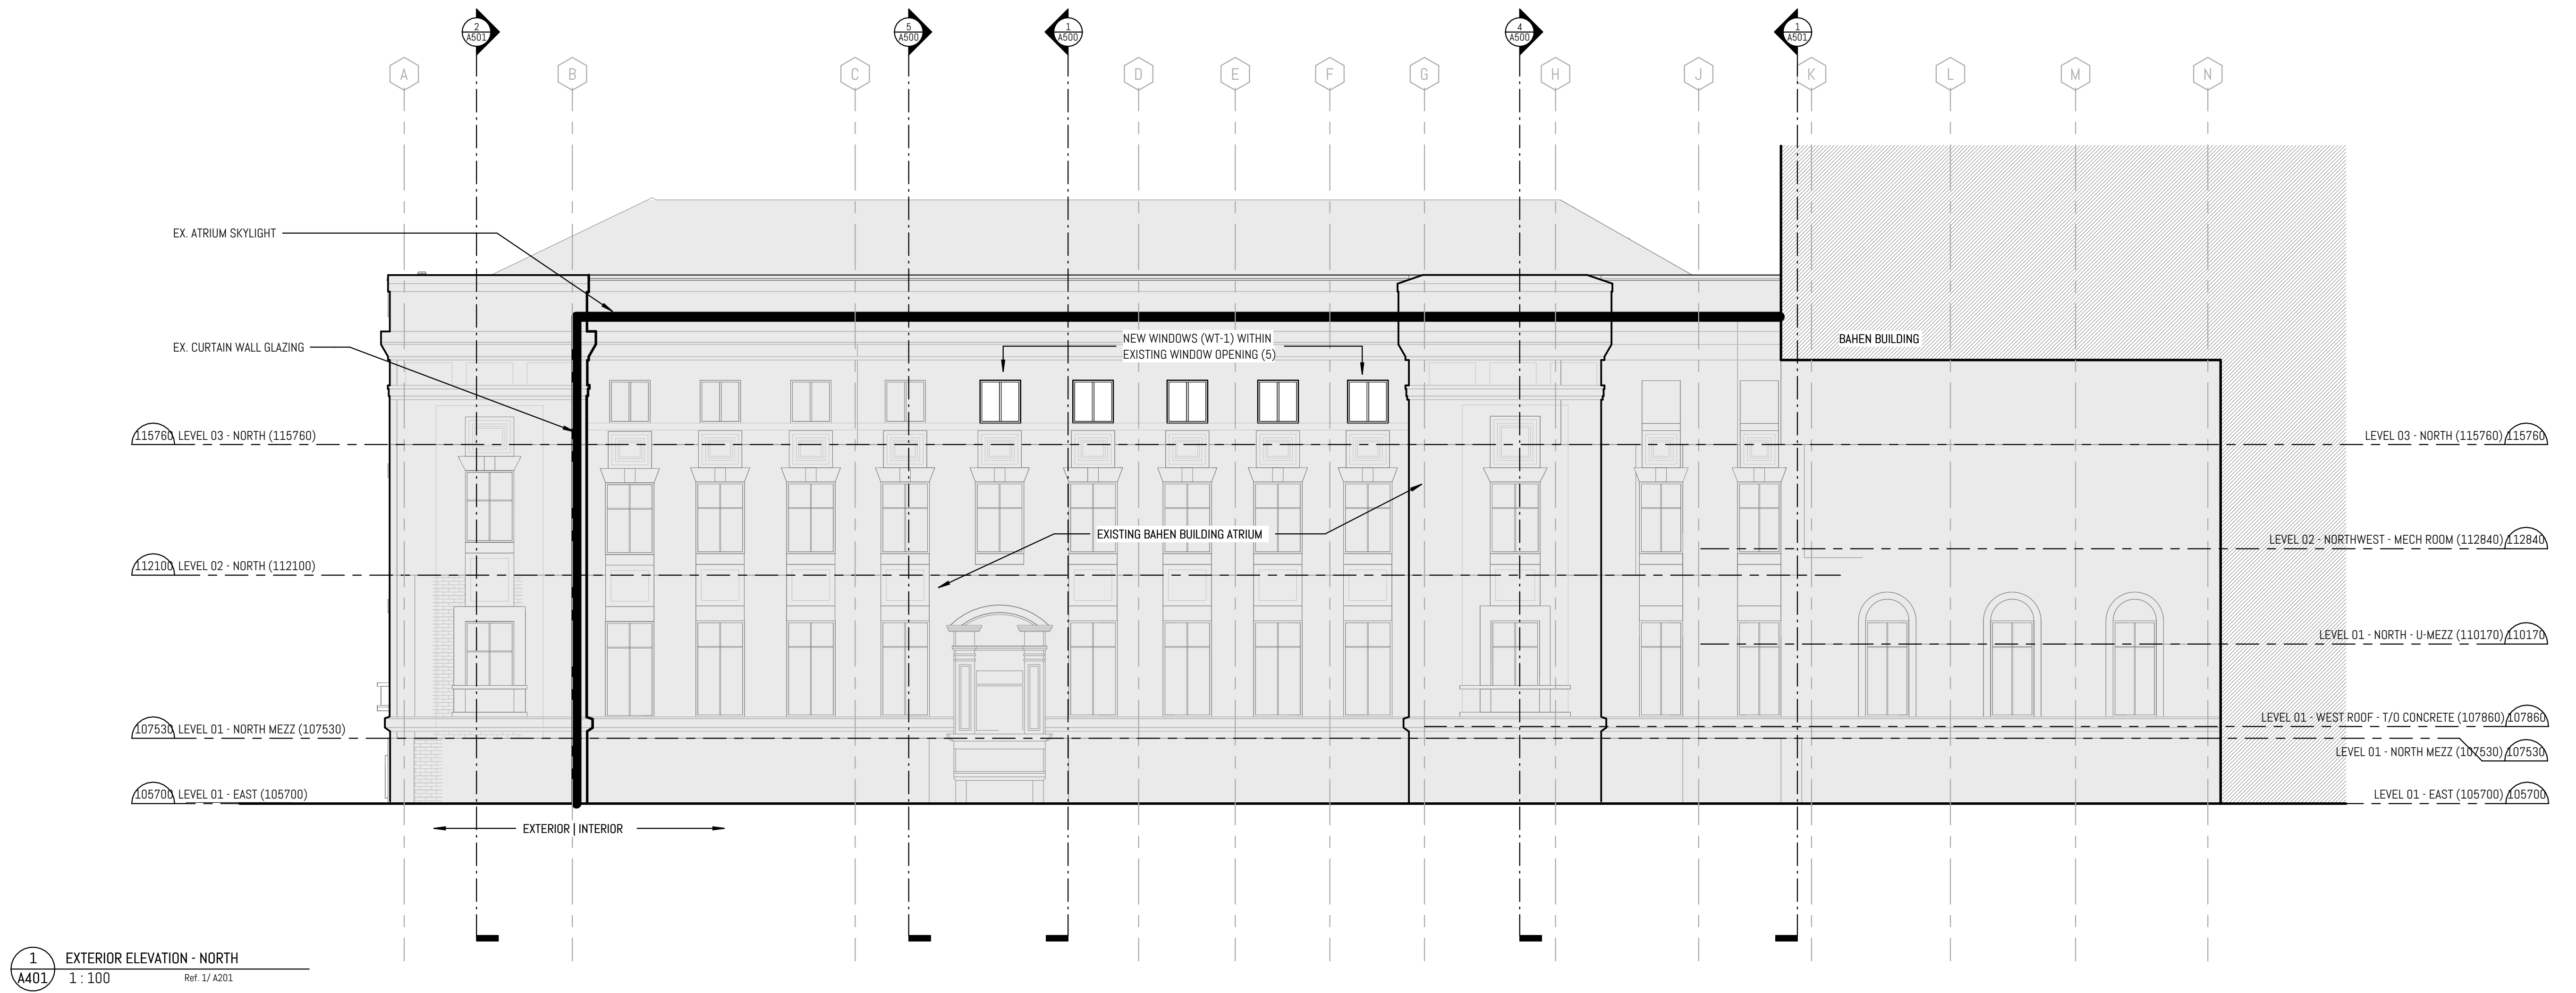 2
A501
5
A500
1
A500
4
A500
1
A501
A
B
C
D
E
F
G
H
J
K
L
M
N
EX. ATRIUM SKYLIGHT
EX. CURTAIN WALL GLAZING
NEW WINDOWS (WT-1) WITHIN
EXISTING WINDOW OPENING (5)
BAHEN BUILDING
115760 LEVEL 03 - NORTH (115760)
LEVEL 03 - NORTH (115760) 115760
EXISTING BAHEN BUILDING ATRIUM
LEVEL 02 - NORTHWEST - MECH ROOM (112840) 112840
112100 LEVEL 02 - NORTH (112100)
LEVEL 01 - NORTH - U-MEZZ (110170) 110170
LEVEL 01 - WEST ROOF - T/O CONCRETE (107860) 107860
107530 LEVEL 01 - NORTH MEZZ (107530)
LEVEL 01 - NORTH MEZZ (107530) 107530
105700 LEVEL 01 - EAST (105700)
LEVEL 01 - EAST (105700) 105700
EXTERIOR | INTERIOR
1
A401
EXTERIOR ELEVATION - NORTH
1 : 100
Ref. 1/ A201